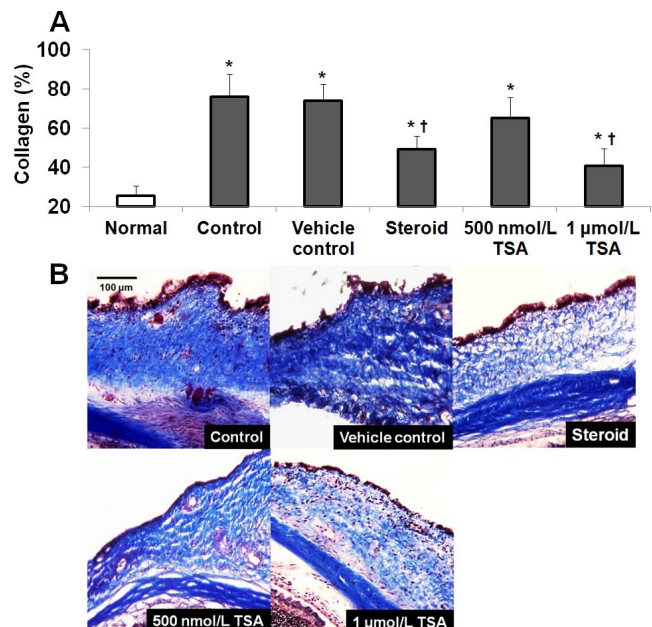 A
100
80
60
40
20
Collagen (%)
*
*
* †
*
* †
Normal
Control
Vehicle
control
Steroid
500 nmol/L
TSA
1 µmol/L
TSA
B
100 µm
Control
Vehicle control
Steroid
500 nmol/L TSA
1 µmol/L TSA